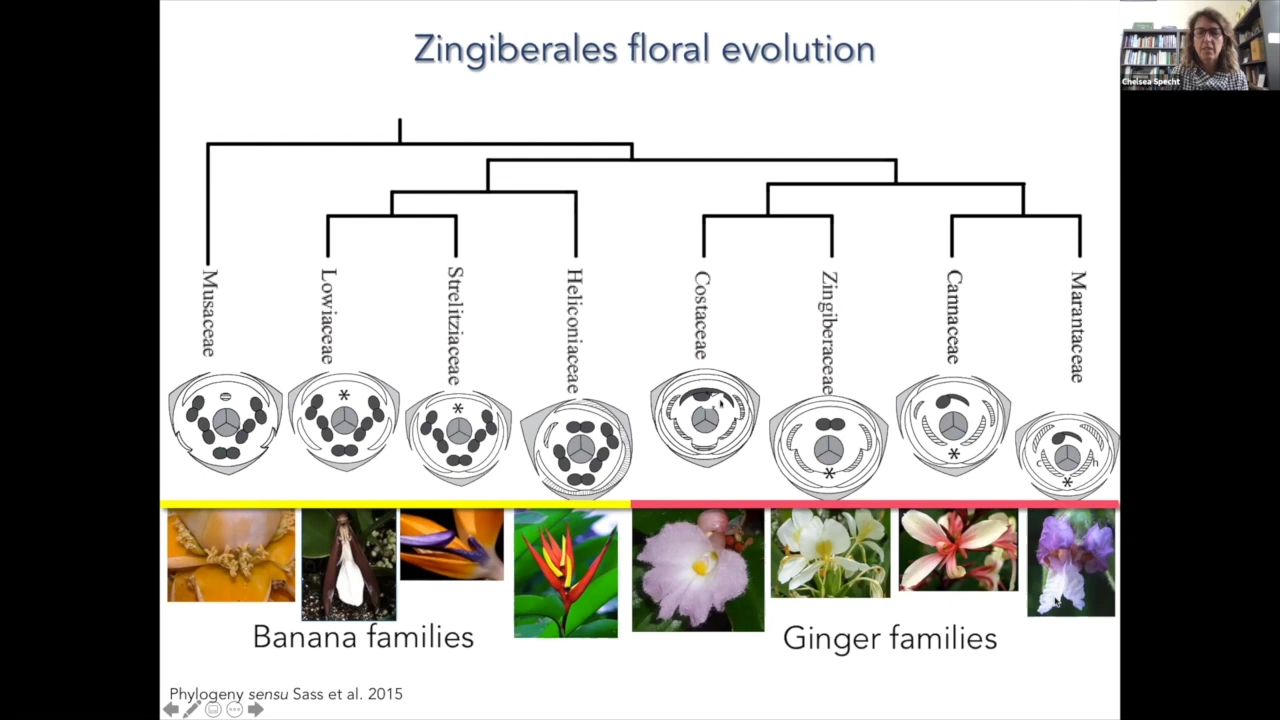 Zingiberales floral evolution
Chelsea Specht
Musaceae
Lowiaceae
Strelitziaceae
Heliconiaceae
Costaceae
Zingiberaceae
Cannaceae
Marantaceae
*
*
*
*
*
Banana families
Ginger families
Phylogeny sensu Sass et al. 2015